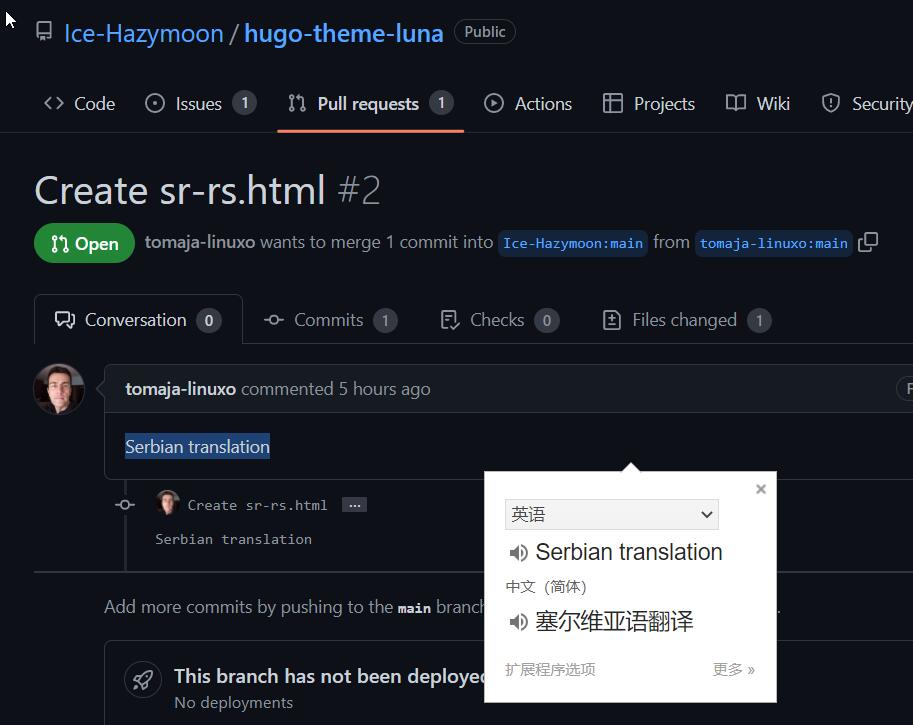 Ice-Hazymoon / hugo-theme-luna Public
Code Issues 1 Pull requests 1 Actions Projects Wiki Security
Create sr-rs.html #2
Open tomaja-linuxo wants to merge 1 commit into Ice-Hazymoon:main from tomaja-linuxo:main
Conversation 0 Commits 1 Checks 0 Files changed 1
tomaja-linuxo commented 5 hours ago
Serbian translation
Create sr-rs.html ...
Serbian translation
Add more commits by pushing to the main branch
This branch has not been deployed
No deployments
英语
Serbian translation
中文（简体）
塞尔维亚语翻译
扩展程序选项 更多 »